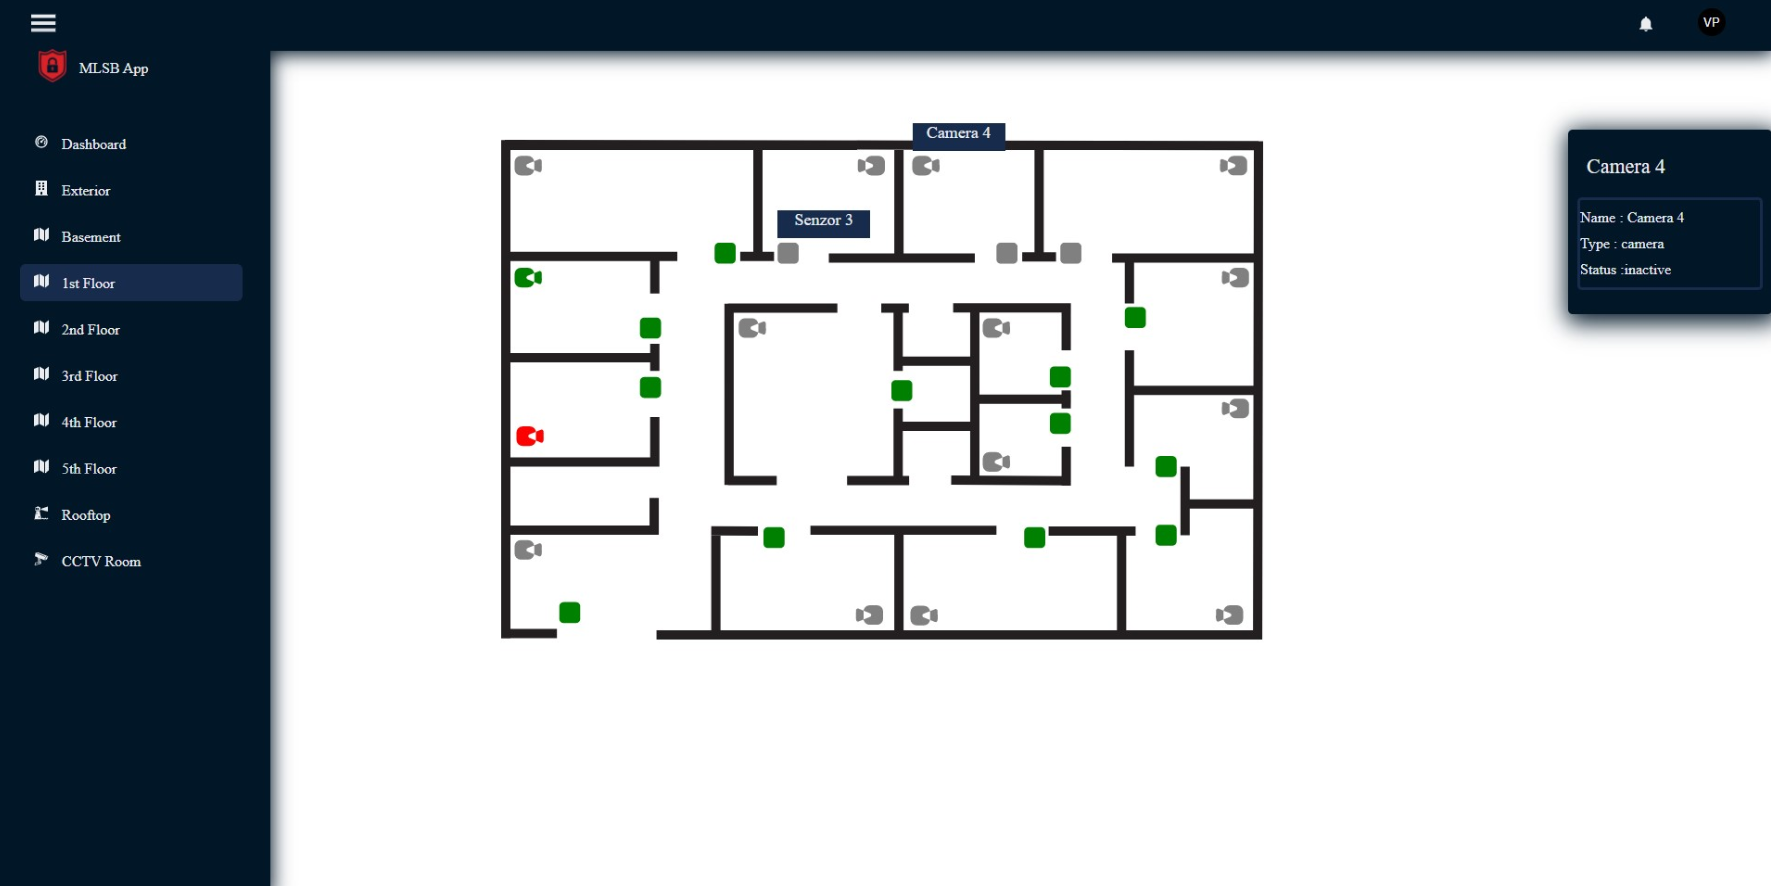 VP
MLSB App
Dashboard
Exterior
Basement
1st Floor
2nd Floor
3rd Floor
4th Floor
5th Floor
Rooftop
CCTV Room
Camera 4
Senzor 3
Camera 4
Name : Camera 4
Type : camera
Status :inactive